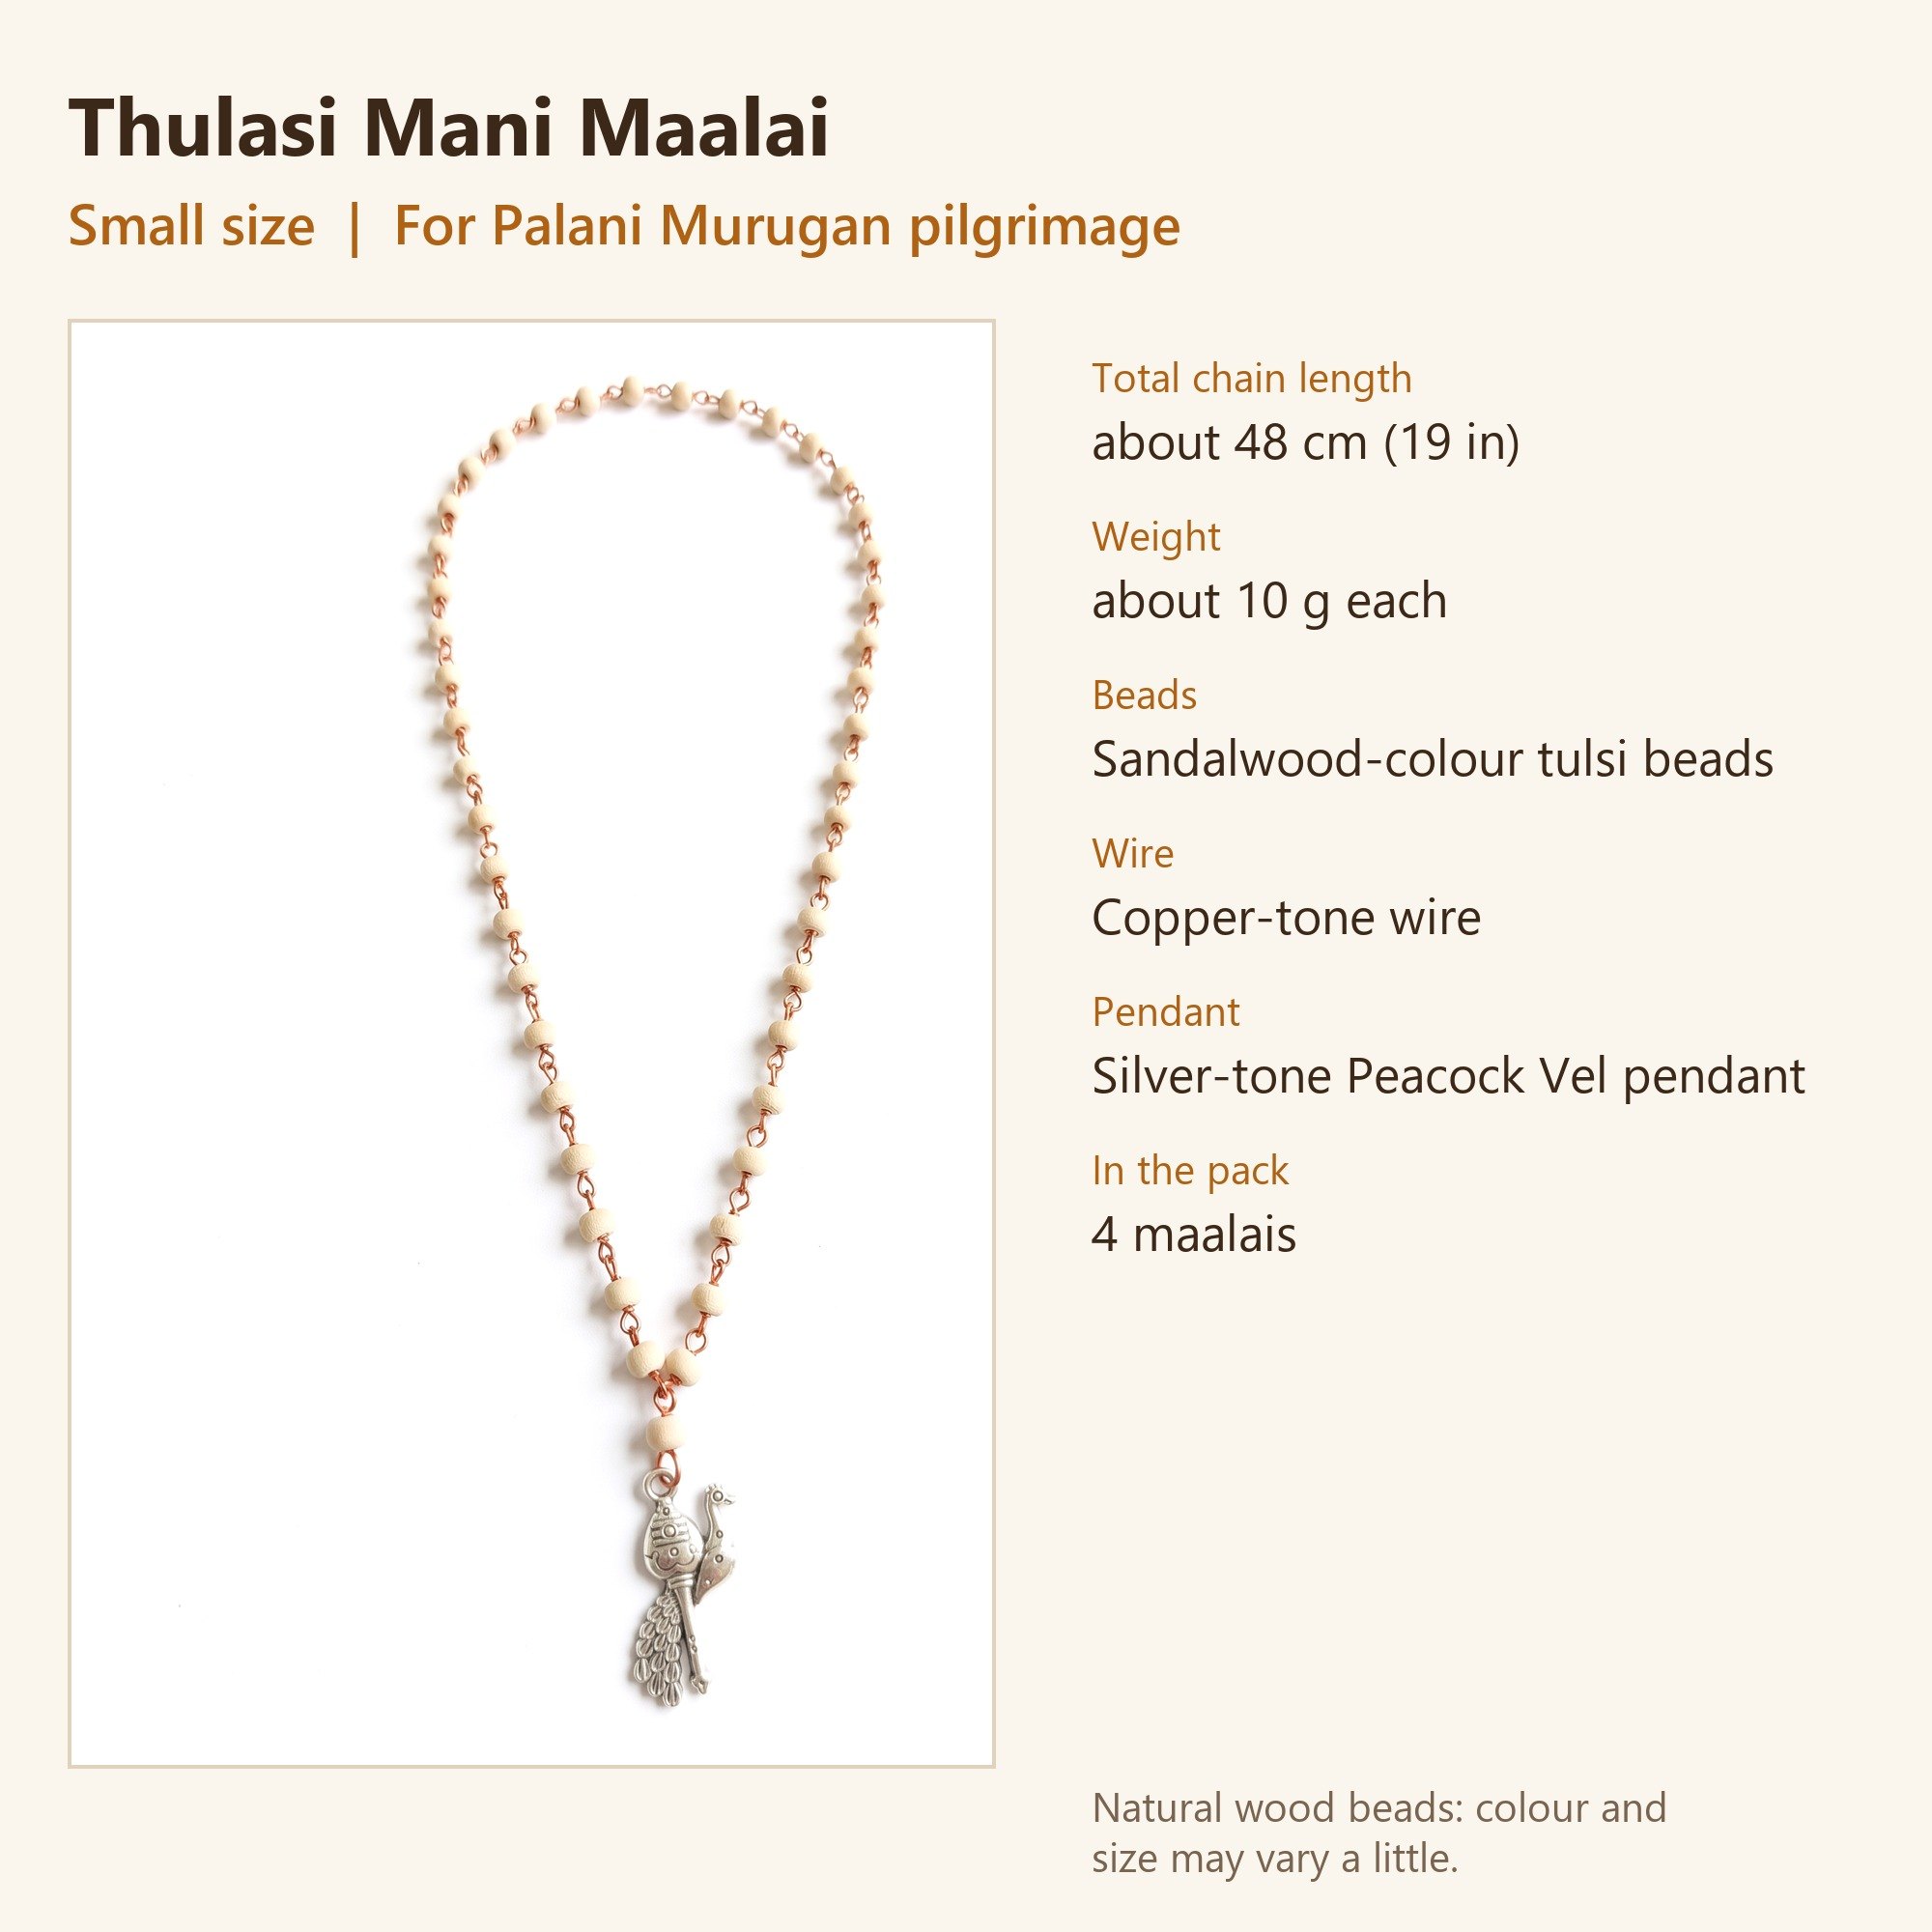 Thulasi Mani Maalai
Small size | For Palani Murugan pilgrimage
Total chain length
about 48 cm (19 in)
Weight
about 10 g each
Beads
Sandalwood-colour tulsi beads
Wire
Copper-tone wire
Pendant
Silver-tone Peacock Vel pendant
In the pack
4 maalais
Natural wood beads: colour and
size may vary a little.